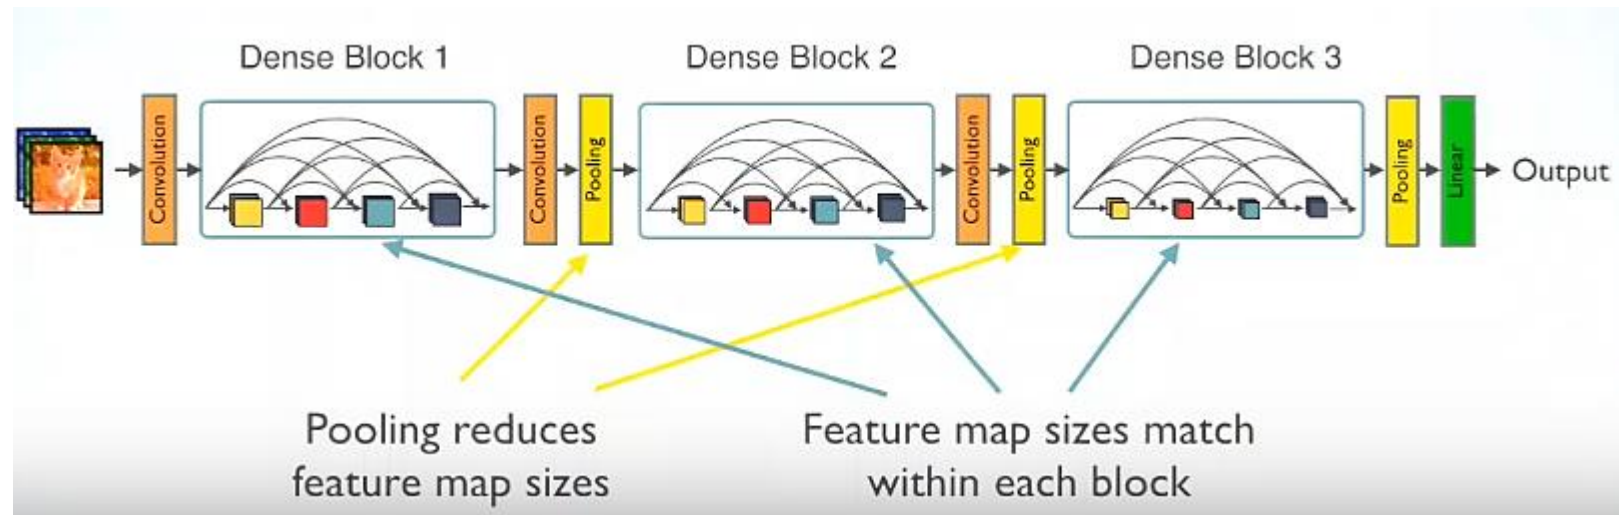 Dense Block 1
Dense Block 2
Dense Block 3
Convolution
Convolution
Pooling
Convolution
Pooling
Pooling
Linear
Output
Pooling reduces
feature map sizes
Feature map sizes match
within each block